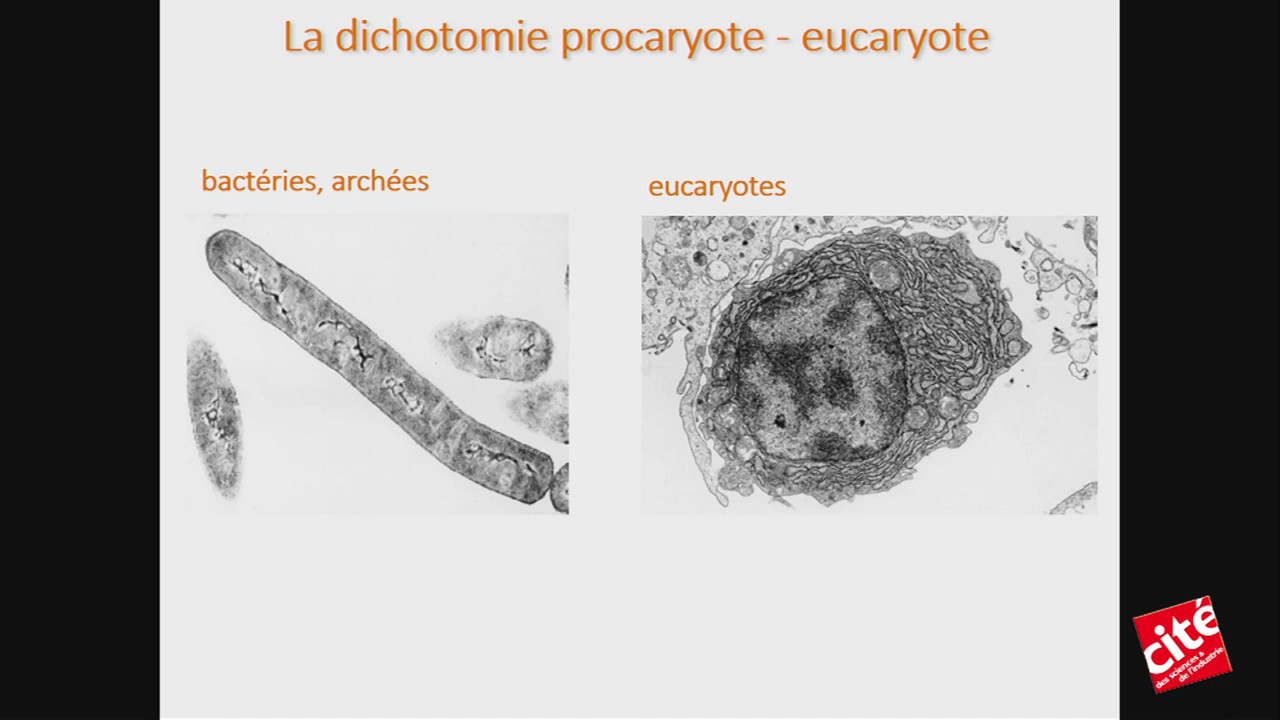 La dichotomie procaryote - eucaryote
bactéries, archées
eucaryotes
cité
des sciences &
de l'industrie